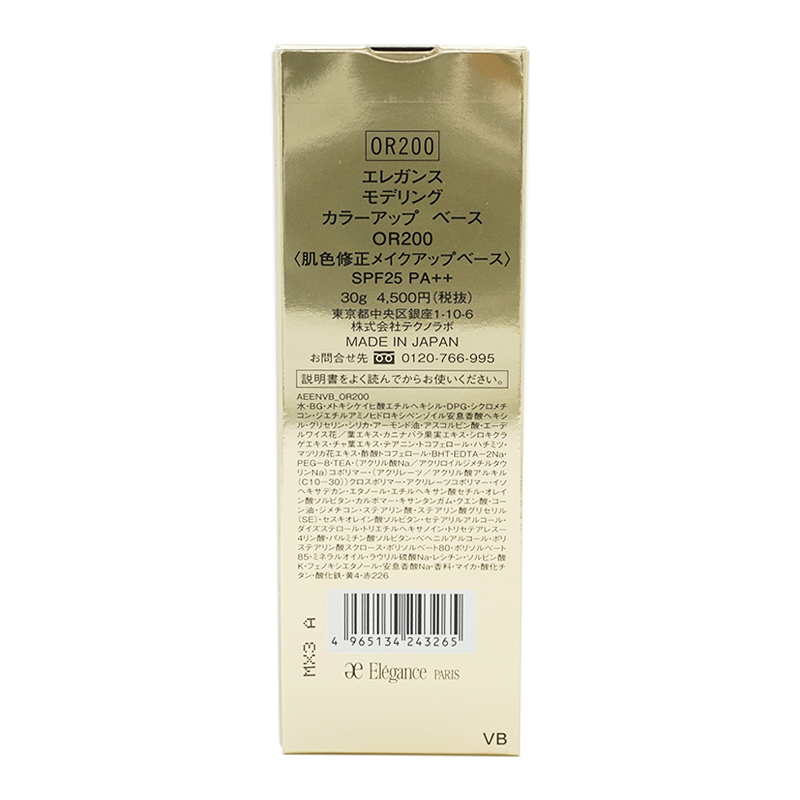 OR200
エレガンス
モデリング
カラーアップ ベース
OR200
〈肌色修正メイクアップベース〉
SPF25 PA++
30g 4,500円(税抜)
東京都中央区銀座1-10-6
株式会社テクノラボ
MADE IN JAPAN
お問合せ先 0120-766-995
説明書をよく読んでからお使いください。
AEENVB_OR200
水・BG・メトキシケイヒ酸エチルヘキシル・DPG・シクロメチ
コン・ジエチルアミノヒドロキシベンゾイル安息香酸ヘキシ
ル・グリセリン・シリカ・アーモンド油・アスコルビン酸・エーデ
ルワイス花/葉エキス・カニナバラ果実エキス・シロキクラ
ゲエキス・チャ葉エキス・テアニン・トコフェロール・ハチミツ・
マツリカ花エキス・酢酸トコフェロール・BHT・EDTA-2Na・
PEG-8・TEA・(アクリル酸Na/アクリロイルジメチルタウ
リンNa)コポリマー・(アクリレーツ/アクリル酸アルキル
(C10-30))クロスポリマー・アクリレーツコポリマー・イソ
ヘキサデカン・エタノール・エチルヘキサン酸セチル・オレイ
ン酸ソルビタン・カルボマー・キサンタンガム・クエン酸・コー
ン油・ジメチコン・ステアリン酸・ステアリン酸グリセリル
(SE)・セスキオレイン酸ソルビタン・セテアリルアルコール・
ダイズステロール・トリエチルヘキサノイン・トリセテアレス-
4リン酸・パルミチン酸ソルビタン・ベヘニルアルコール・ポリ
ステアリン酸スクロース・ポリソルベート80・ポリソルベート
85・ミネラルオイル・ラウリル硫酸Na・レシチン・ソルビン酸
K・フェノキシエタノール・安息香酸Na・香料・マイカ・酸化チ
タン・酸化鉄・黄4・赤226
4 965134 243265
MX3 A
æ Elégance PARIS
VB